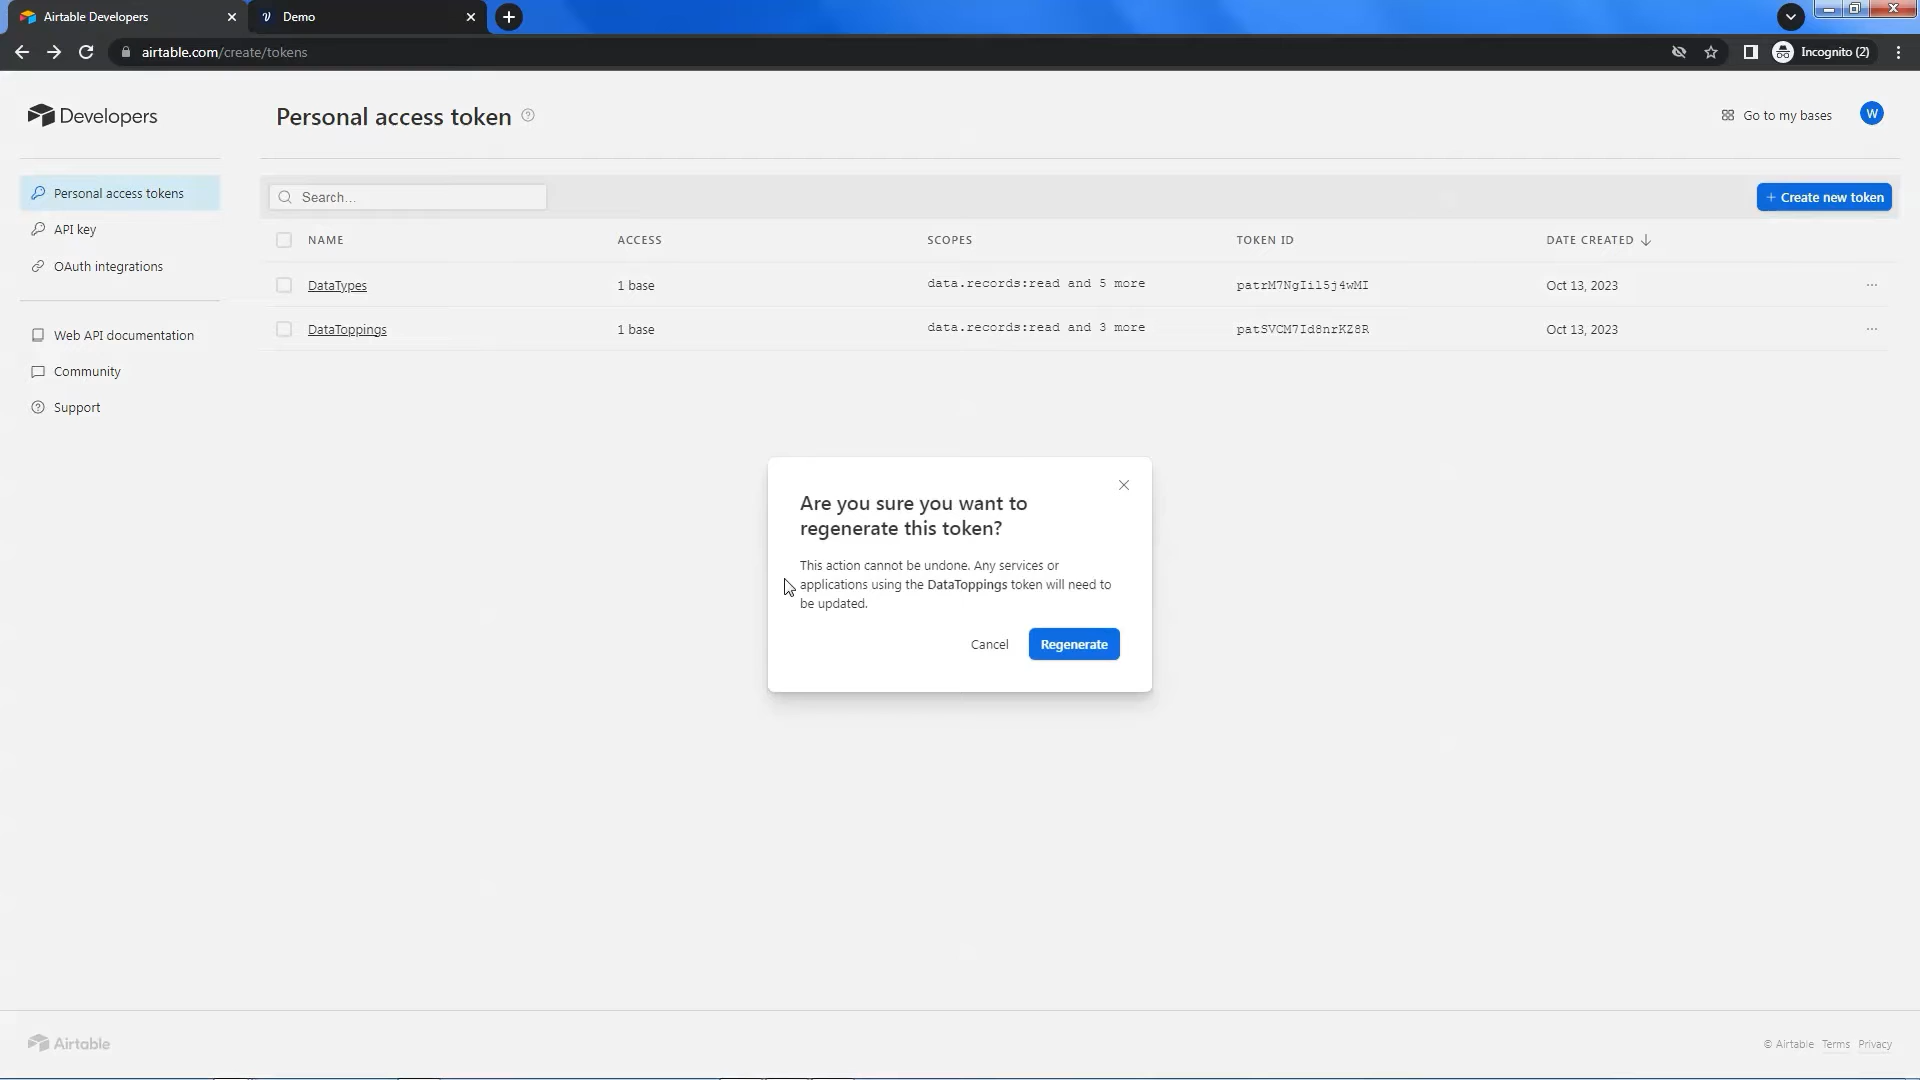 Airtable Developers
Demo
airtable.com/create/tokens
Incognito (2)
Developers
Personal access token
Go to my bases
W
Personal access tokens
API key
OAuth integrations
Web API documentation
Community
Support
Search...
+ Create new token
NAME ACCESS SCOPES TOKEN ID DATE CREATED
DataTypes 1 base data.records:read and 5 more patrM7NgIil5j4wMI Oct 13, 2023
DataToppings 1 base data.records:read and 3 more patSVCM7Id8nrKZ8R Oct 13, 2023
Are you sure you want to
regenerate this token?
This action cannot be undone. Any services or
applications using the DataToppings token will need to
be updated.
Cancel
Regenerate
Airtable
© Airtable Terms Privacy